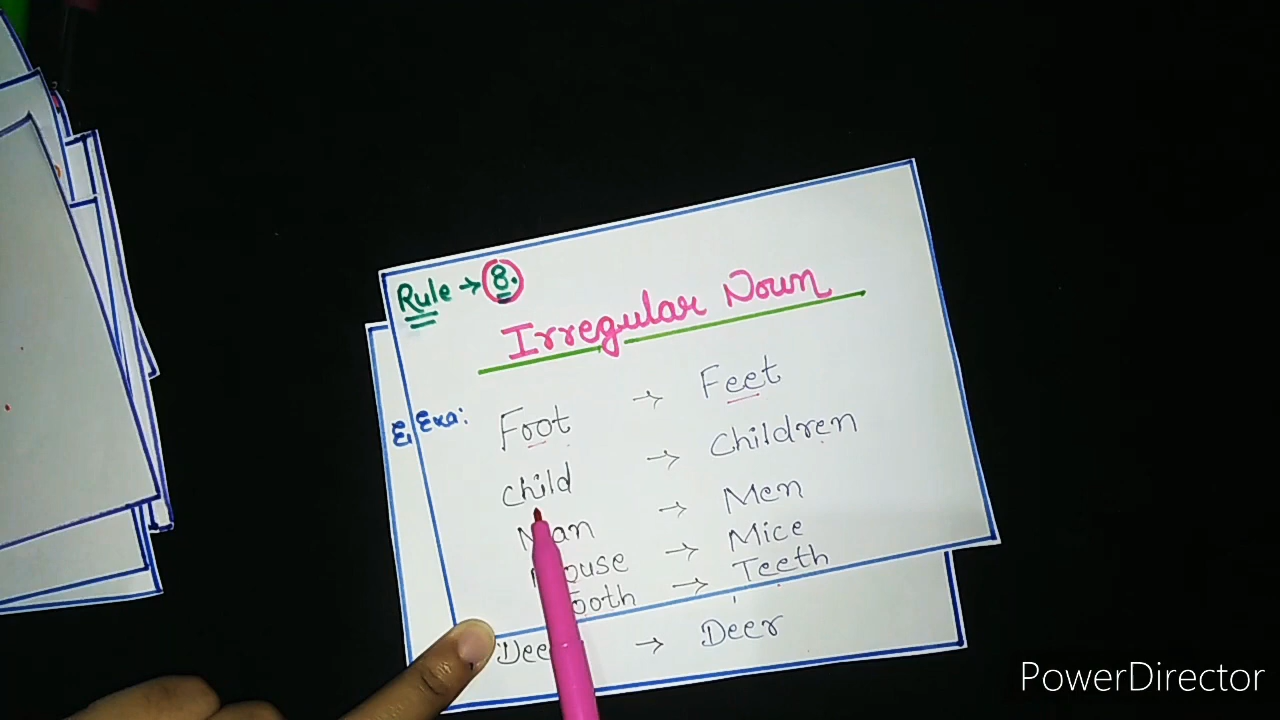 Rule → 8.
Irregular Noun
Exa: Foot → Feet
child → Children
Man → Men
Mouse → Mice
Tooth → Teeth
Deer → Deer
PowerDirector